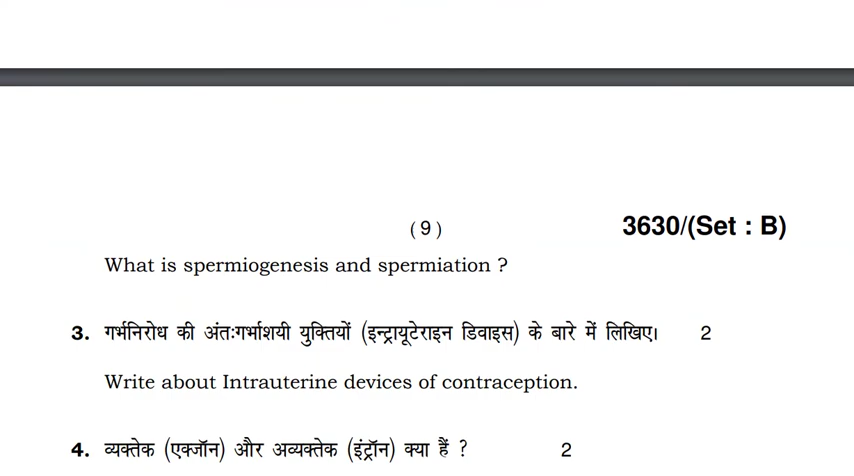 ( 9 ) 3630/(Set : B)
What is spermiogenesis and spermiation ?
3. गर्भनिरोध की अंतःगर्भाशयी युक्तियों (इन्ट्रायूटेराइन डिवाइस) के बारे में लिखिए। 2
Write about Intrauterine devices of contraception.
4. व्यक्तेक (एक्जॉन) और अव्यक्तेक (इंट्रॉन) क्या हैं ? 2